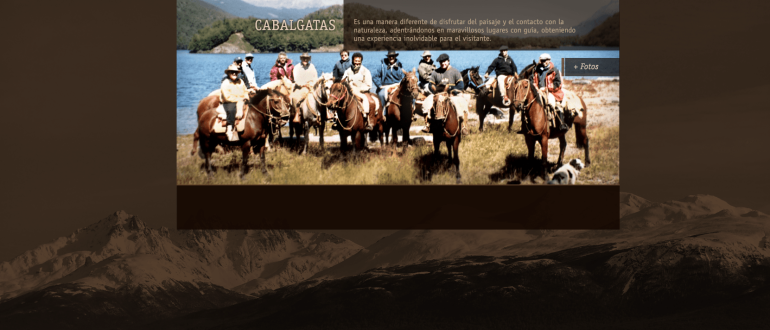 CABALGATAS
Es una manera diferente de disfrutar del paisaje y el contacto con la
naturaleza, adentrándonos en maravillosos lugares con guía, obteniendo
una experiencia inolvidable para el visitante.
+ Fotos